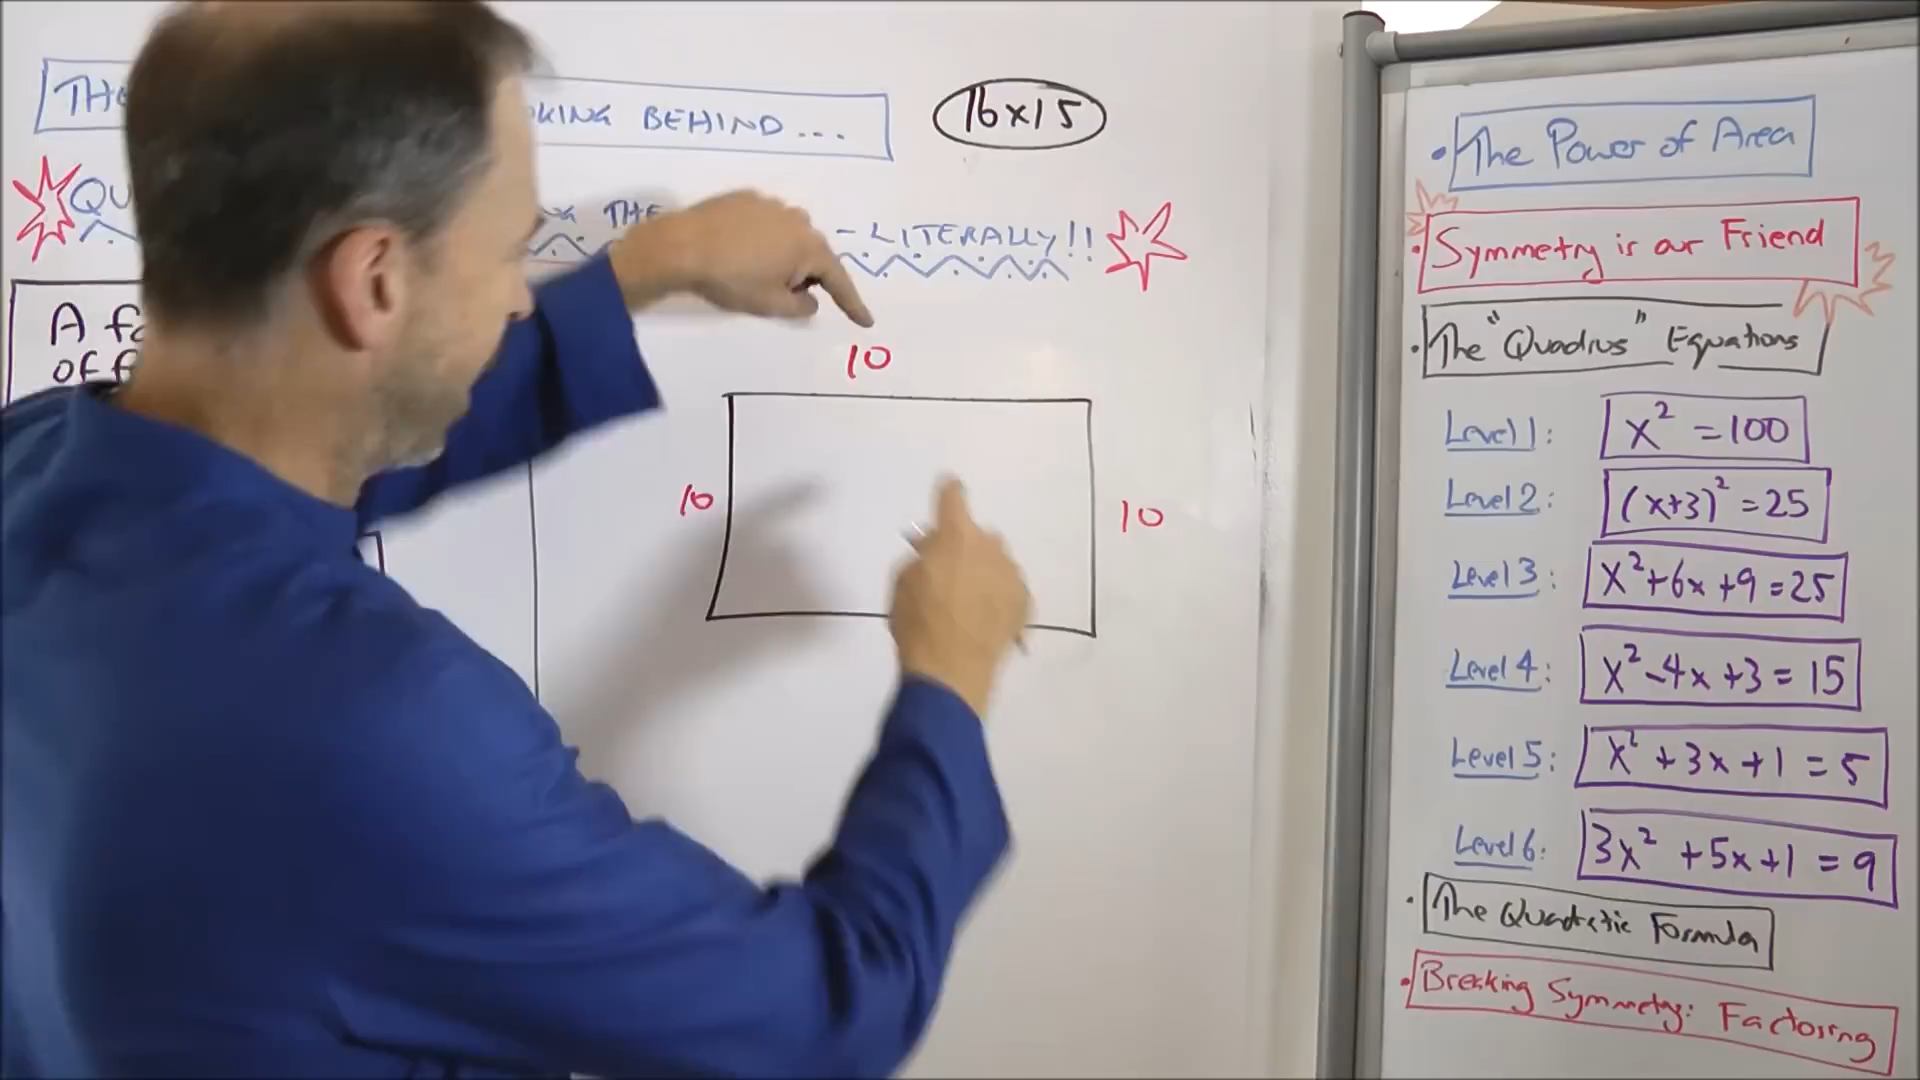 KING BEHIND...
16x15
THE
- LITERALLY!!
QU
A fa
of f
10
10
10
• The Power of Area
• Symmetry is our Friend
• The "Quadrus" Equations
Level 1: x² = 100
Level 2: (x+3)² = 25
Level 3: x²+6x+9 = 25
Level 4: x²-4x+3 = 15
Level 5: x²+3x+1 = 5
Level 6: 3x²+5x+1 = 9
• The Quadratic Formula
• Breaking Symmetry: Factoring